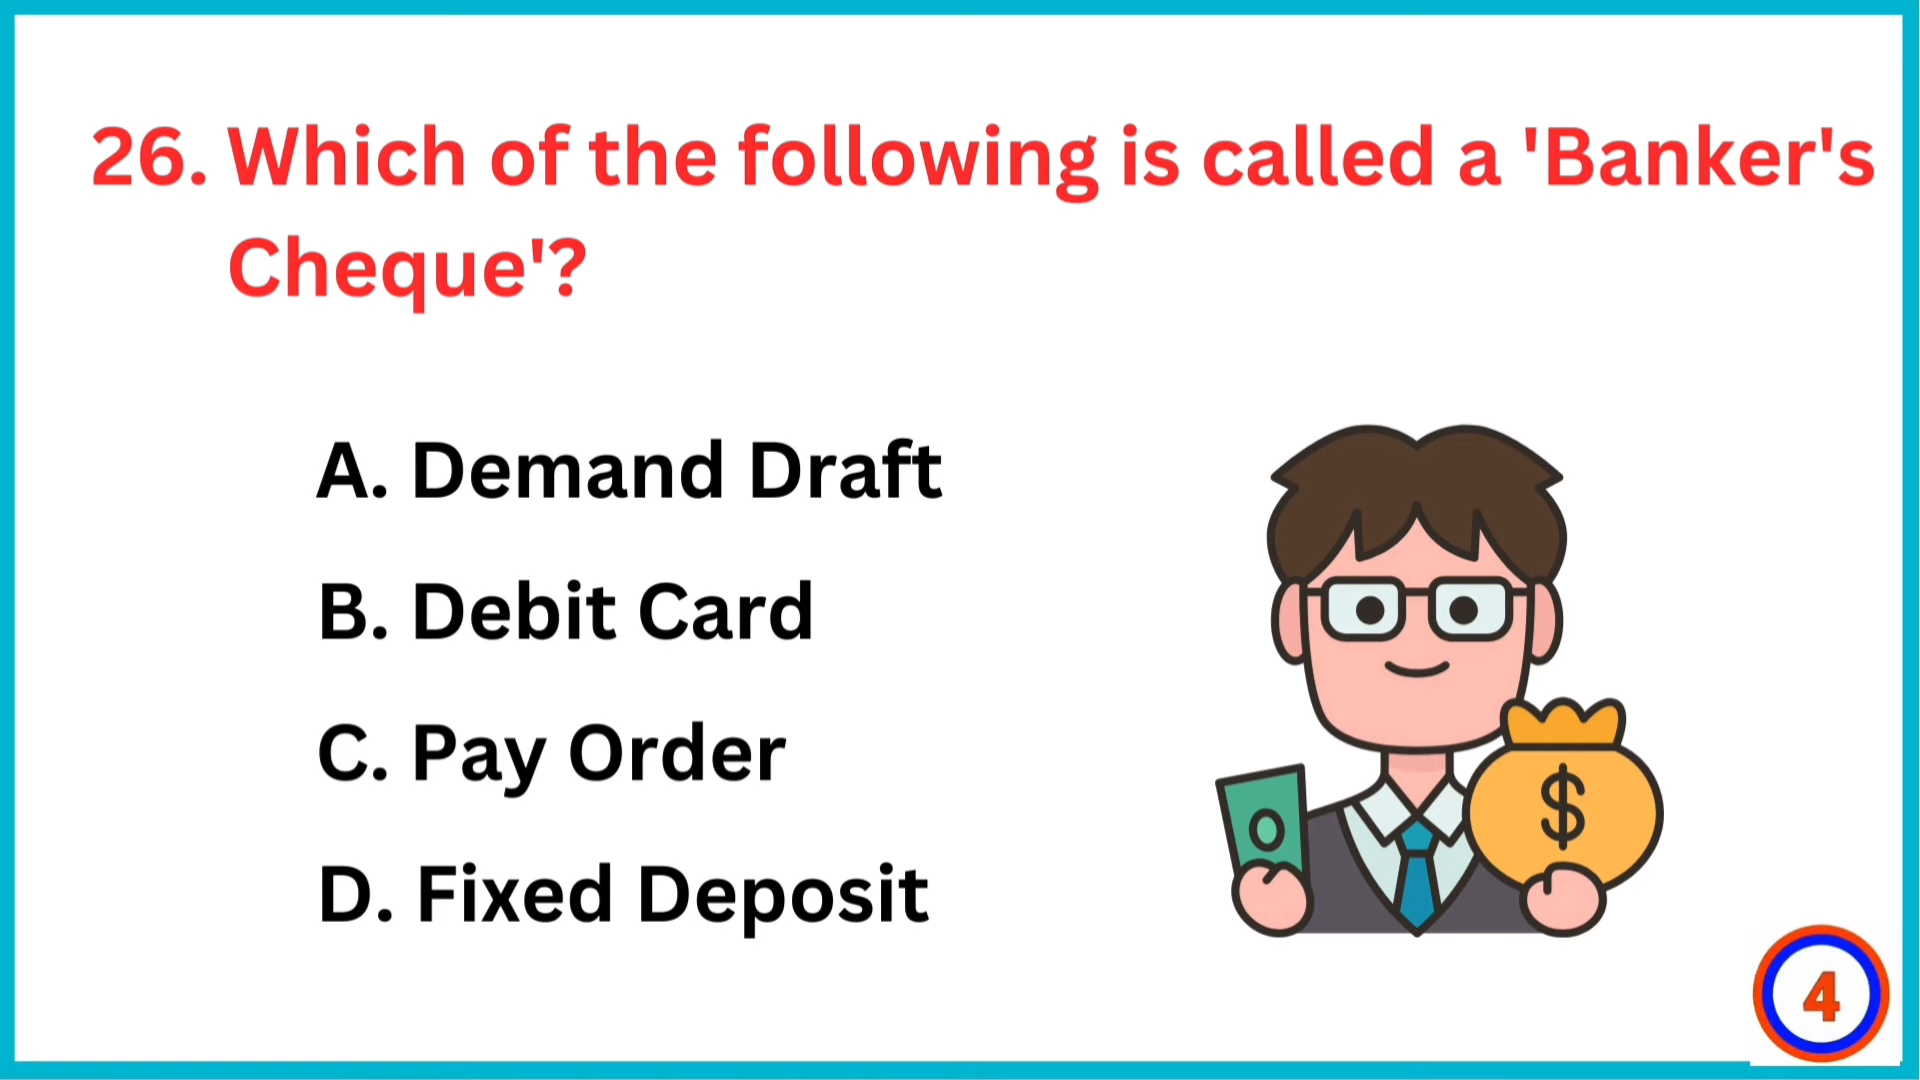 26. Which of the following is called a 'Banker's
Cheque'?
A. Demand Draft
B. Debit Card
C. Pay Order
D. Fixed Deposit
$
4